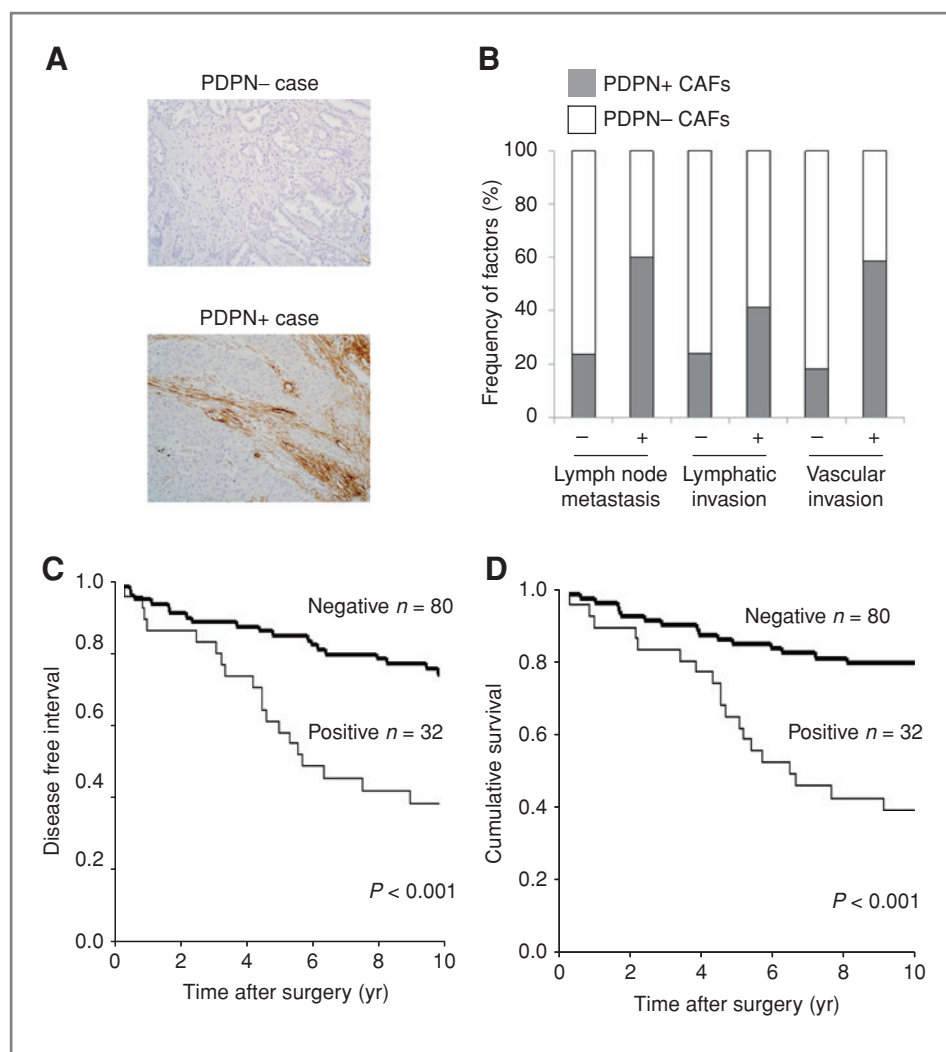 A
PDPN– case
PDPN+ case
B
PDPN+ CAFs
PDPN– CAFs
Frequency of factors (%)
100
80
60
40
20
0
– + – + – +
Lymph node metastasis
Lymphatic invasion
Vascular invasion
C
Disease free interval
1.0
0.8
0.6
0.4
0.2
0.0
Negative n = 80
Positive n = 32
P < 0.001
0 2 4 6 8 10
Time after surgery (yr)
D
Cumulative survival
1.0
0.8
0.6
0.4
0.2
0.0
Negative n = 80
Positive n = 32
P < 0.001
0 2 4 6 8 10
Time after surgery (yr)